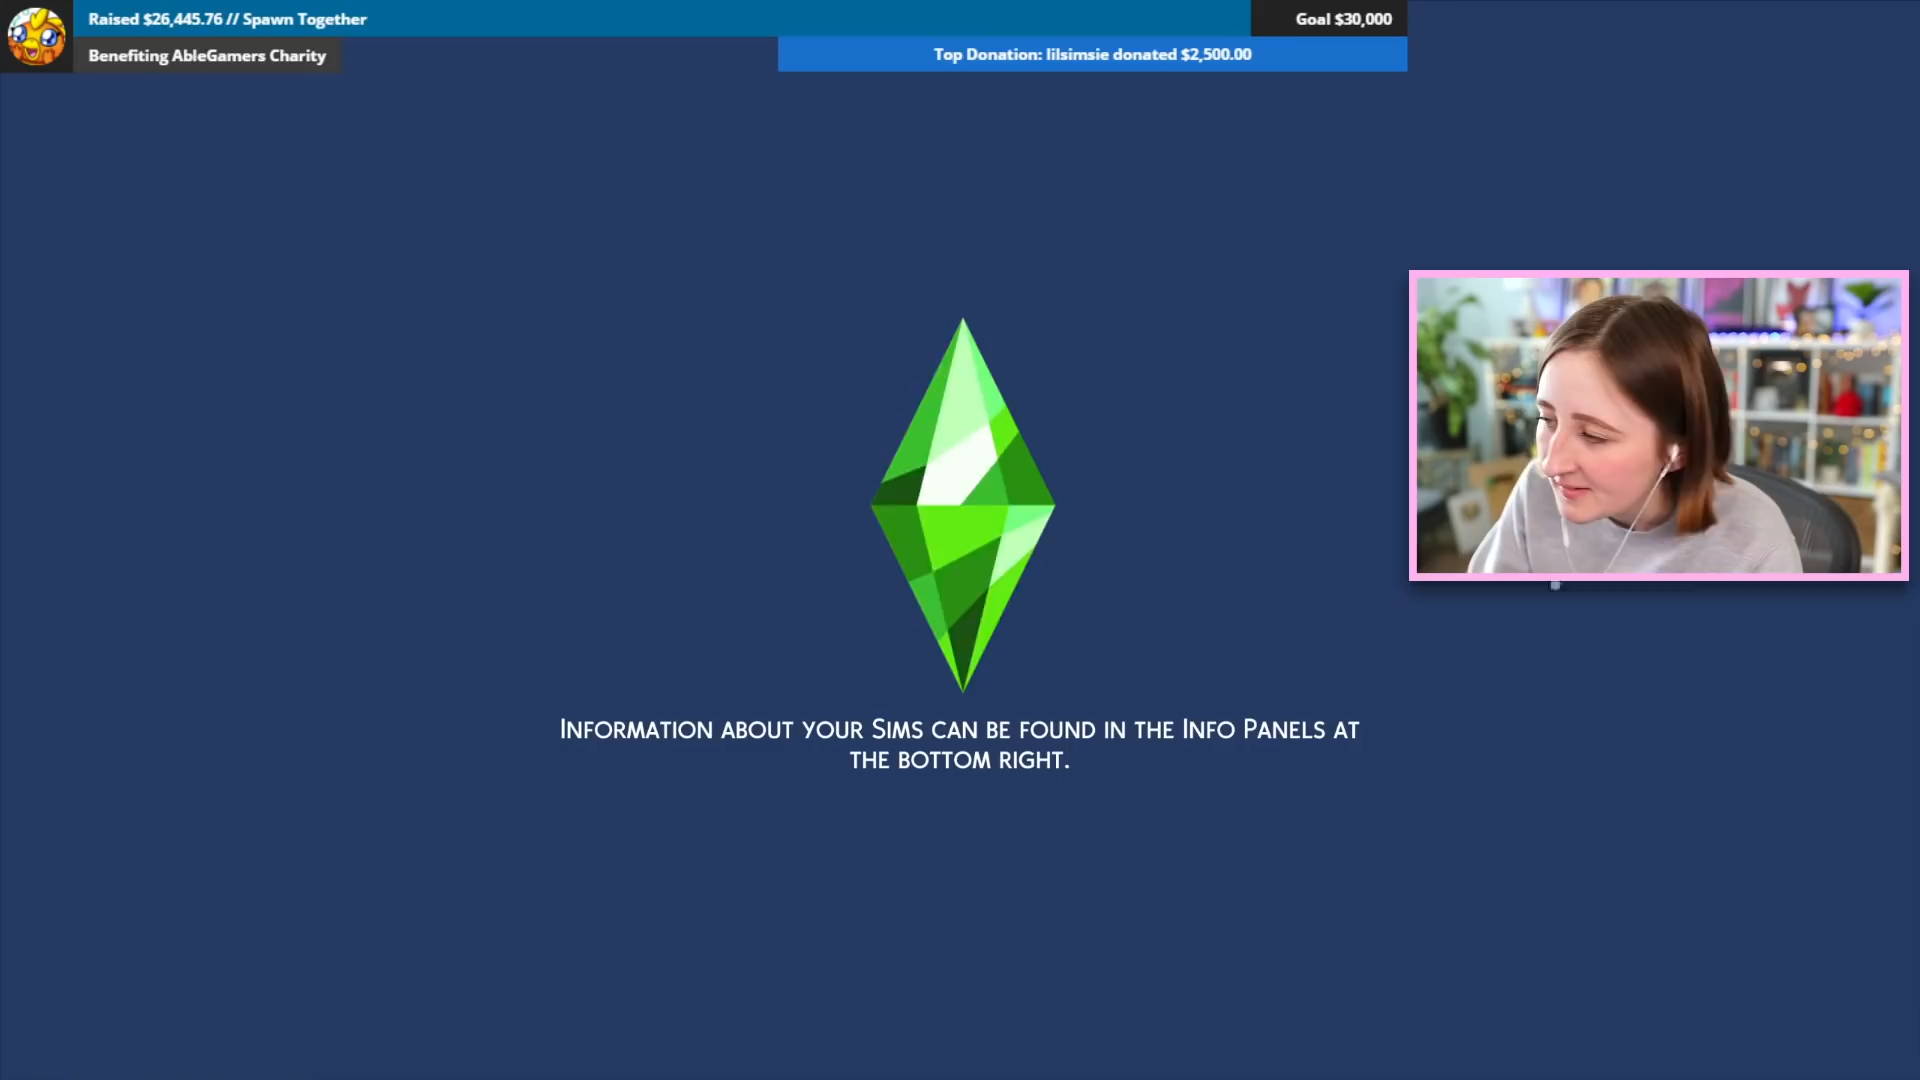 Raised $26,445.76 // Spawn Together
Goal $30,000
Benefiting AbleGamers Charity
Top Donation: lilsimsie donated $2,500.00
INFORMATION ABOUT YOUR SIMS CAN BE FOUND IN THE INFO PANELS AT
THE BOTTOM RIGHT.